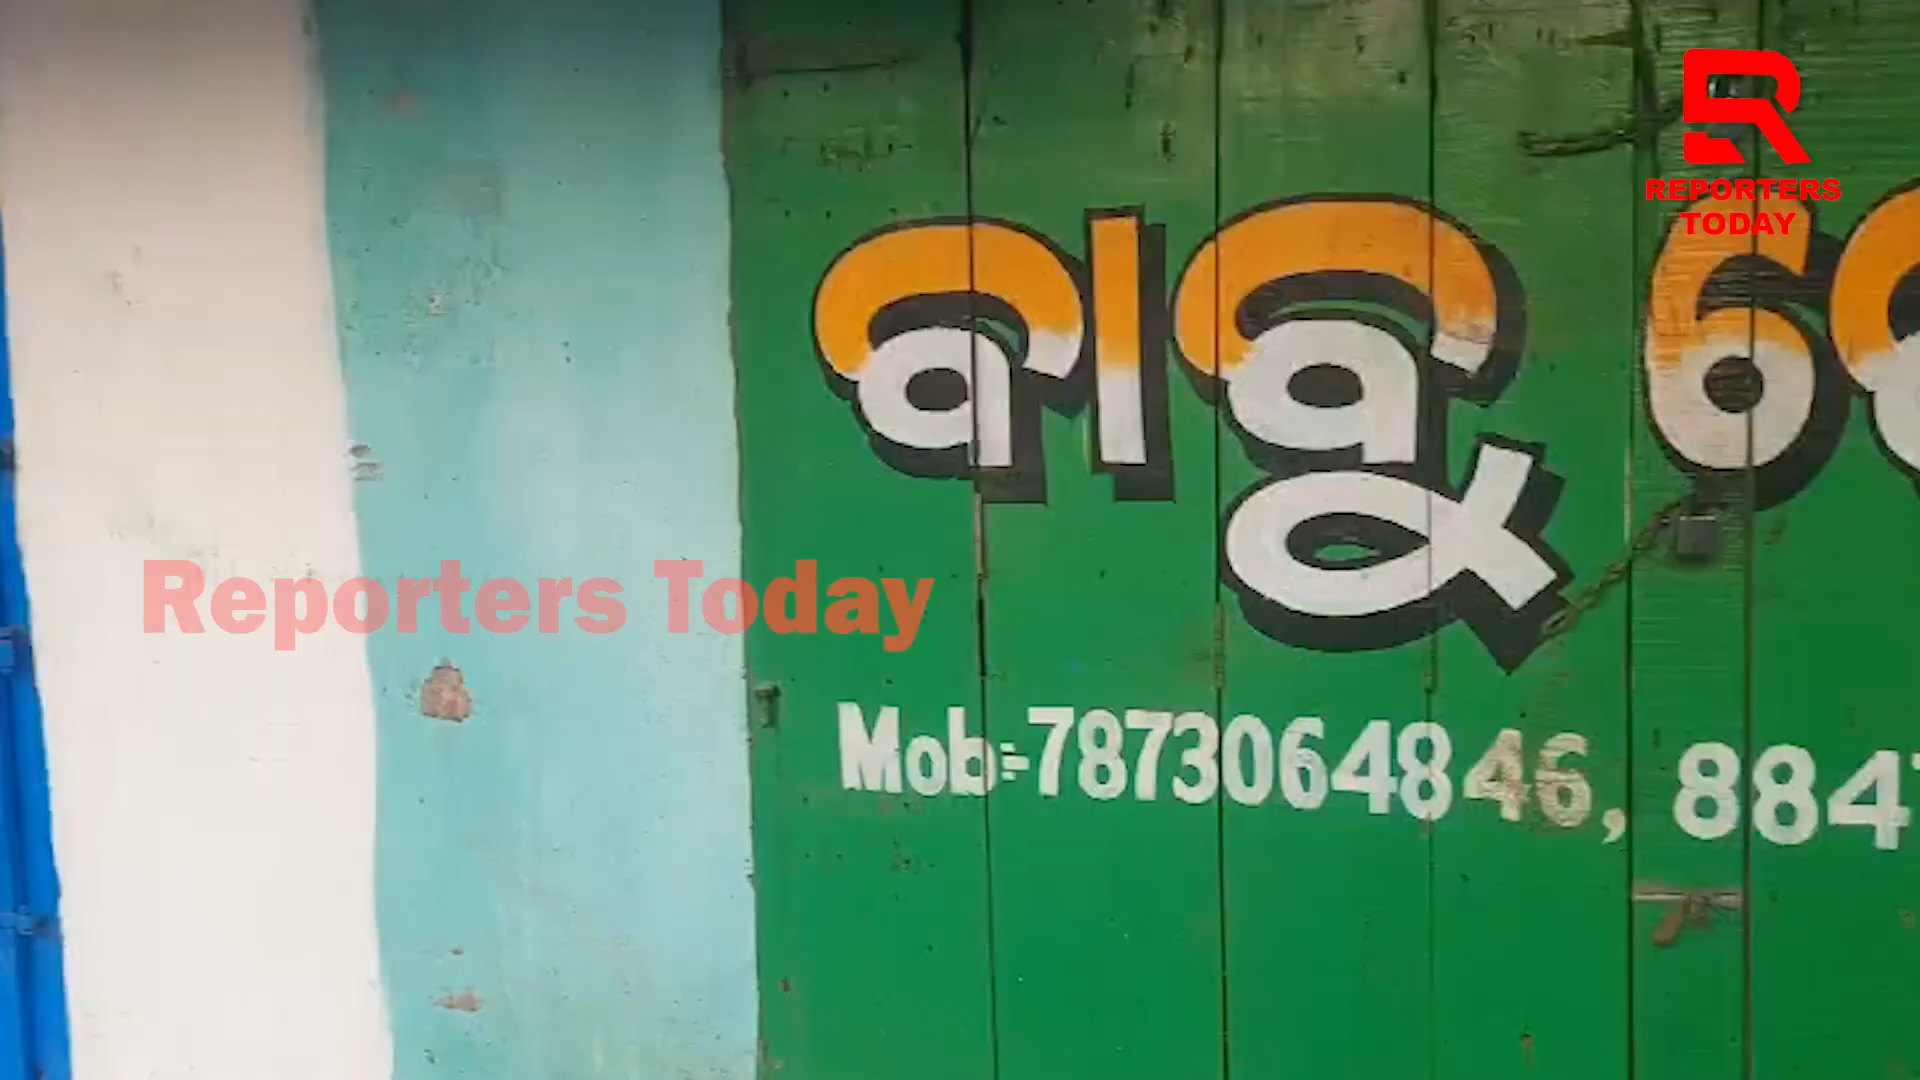 କାକୁ
Mob:-7873064846, 884
REPORTERS
TODAY
Reporters Today